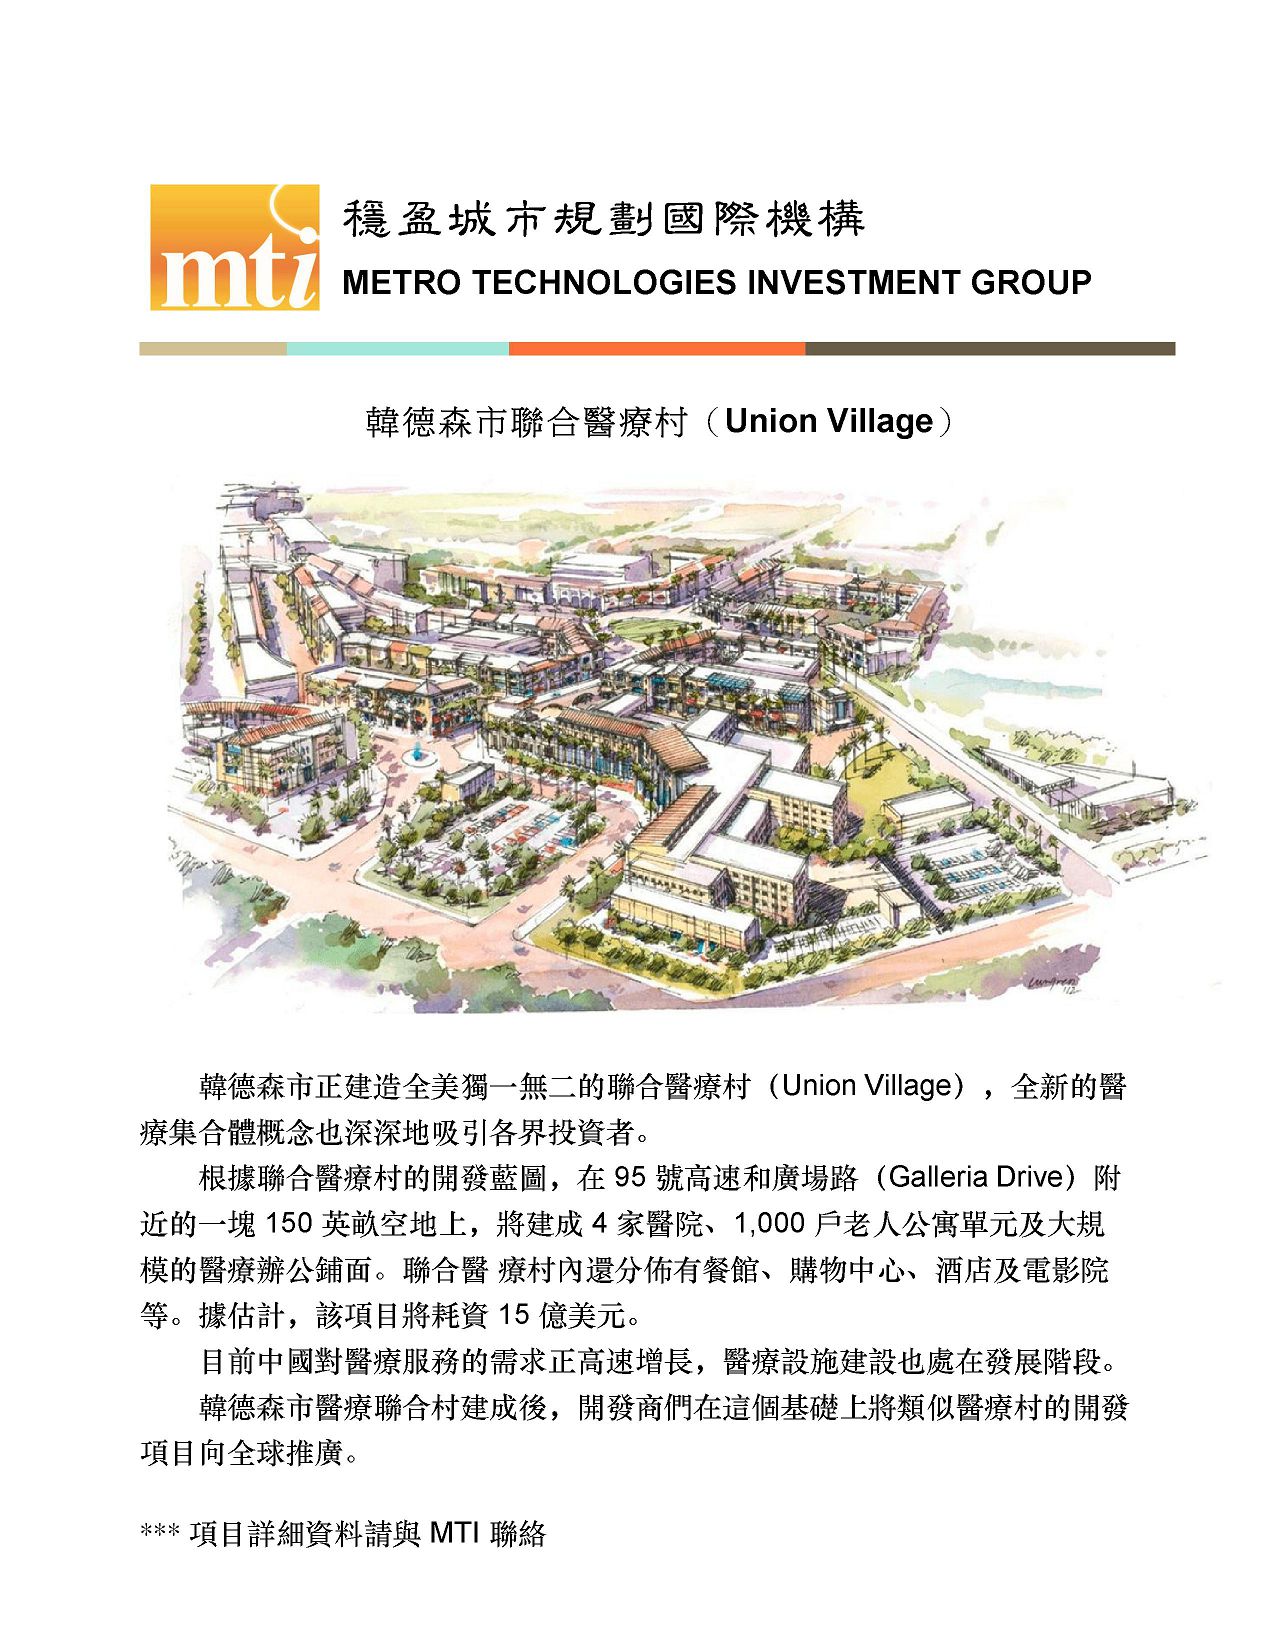 mti
穩盈城市規劃國際機構
METRO TECHNOLOGIES INVESTMENT GROUP
韓德森市聯合醫療村（Union Village）
韓德森市正建造全美獨一無二的聯合醫療村（Union Village），全新的醫
療集合體概念也深深地吸引各界投資者。
根據聯合醫療村的開發藍圖，在 95 號高速和廣場路（Galleria Drive）附
近的一塊 150 英畝空地上，將建成 4 家醫院、1,000 戶老人公寓單元及大規
模的醫療辦公鋪面。聯合醫 療村內還分佈有餐館、購物中心、酒店及電影院
等。據估計，該項目將耗資 15 億美元。
目前中國對醫療服務的需求正高速增長，醫療設施建設也處在發展階段。
韓德森市醫療聯合村建成後，開發商們在這個基礎上將類似醫療村的開發
項目向全球推廣。
*** 項目詳細資料請與 MTI 聯絡